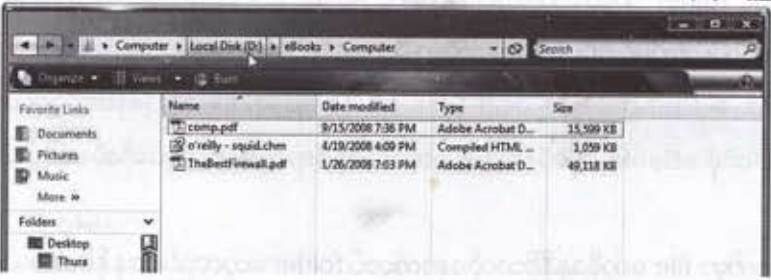 Computer Local Disk (D:) eBooks Computer Search
Organize Views Burn
Favorite Links
Documents
Pictures
Music
More »
Folders
Desktop
Thura
Name Date modified Type Size
comp.pdf 9/15/2008 7:36 PM Adobe Acrobat D... 15,599 KB
o'reilly - squid.chm 4/19/2008 4:09 PM Compiled HTML ... 1,059 KB
TheBestFirewall.pdf 1/26/2008 7:03 PM Adobe Acrobat D... 49,118 KB